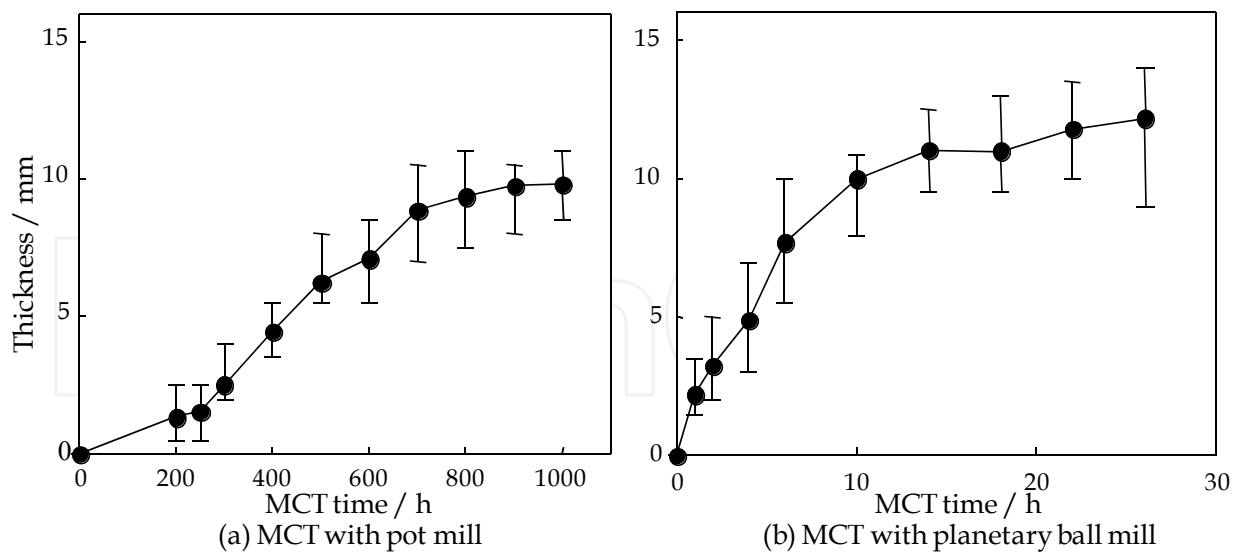 15
10
5
0
Thickness / mm
0 200 400 600 800 1000
MCT time / h
(a) MCT with pot mill
15
10
5
0
0 10 20 30
MCT time / h
(b) MCT with planetary ball mill